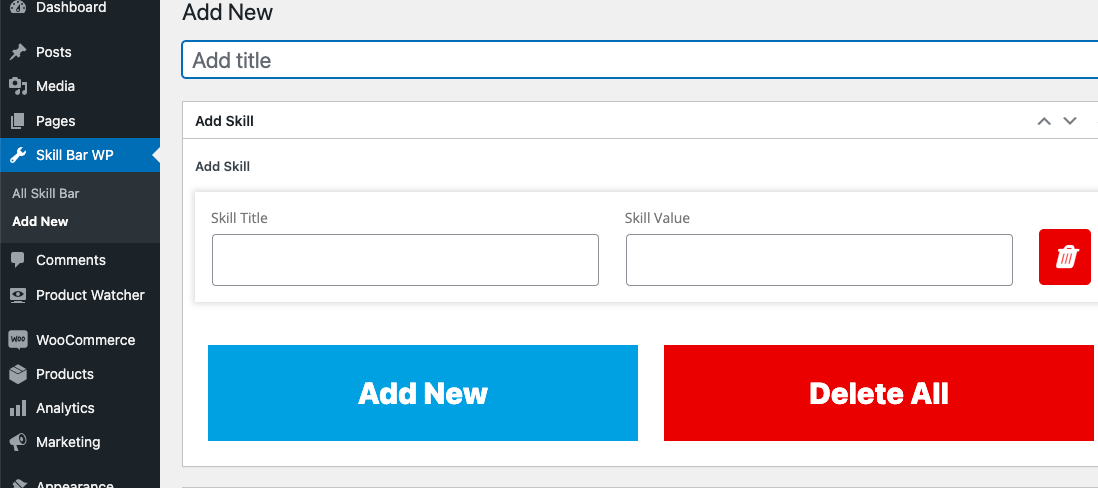 Dashboard
Posts
Media
Pages
Skill Bar WP
All Skill Bar
Add New
Comments
Product Watcher
Woo WooCommerce
Products
Analytics
Marketing
Appearance
Add New
Add title
Add Skill
Add Skill
Skill Title
Skill Value
Add New
Delete All